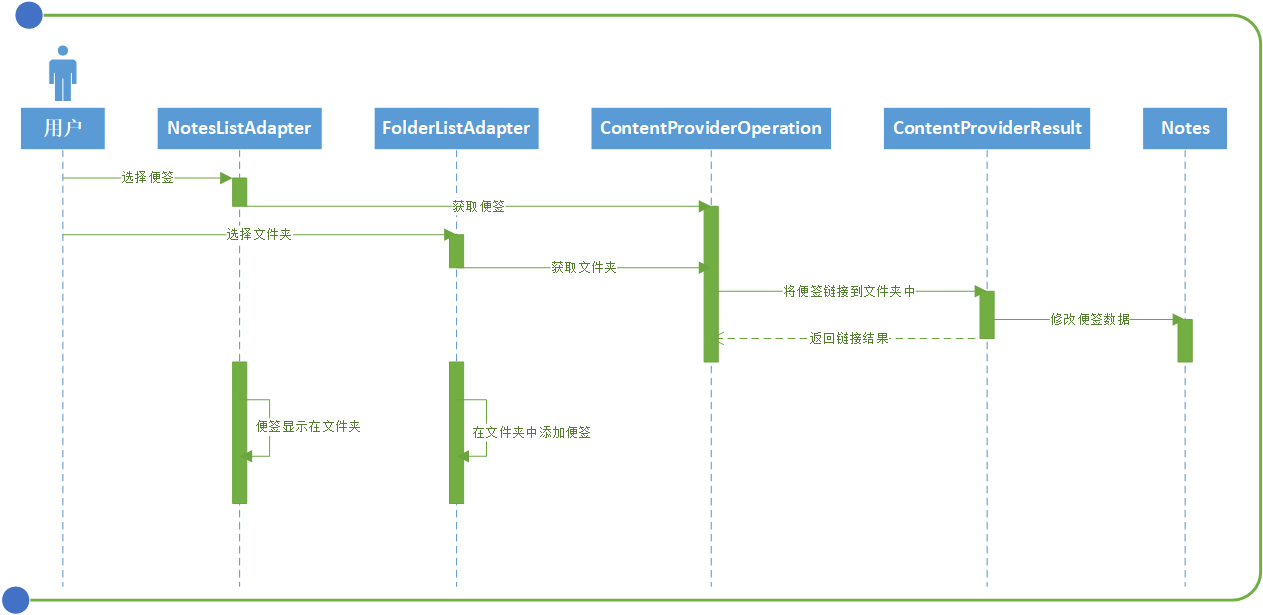 用户
NotesListAdapter
FolderListAdapter
ContentProviderOperation
ContentProviderResult
Notes
选择便签
获取便签
选择文件夹
获取文件夹
将便签链接到文件夹中
修改便签数据
返回链接结果
便签显示在文件夹
在文件夹中添加便签